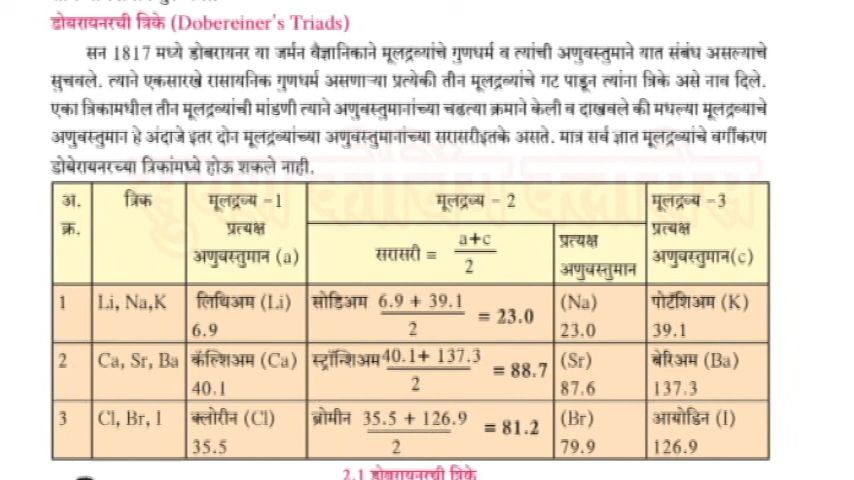 डोबरायनरची त्रिके (Dobereiner's Triads)
सन 1817 मध्ये डोबरायनर या जर्मन वैज्ञानिकाने मूलद्रव्यांचे गुणधर्म व त्यांची अणुवस्तुमाने यात संबंध असल्याचे
सुचवले. त्याने एकसारखे रासायनिक गुणधर्म असणाऱ्या प्रत्येकी तीन मूलद्रव्यांचे गट पाडून त्यांना त्रिके असे नाव दिले.
एका त्रिकामधील तीन मूलद्रव्यांची मांडणी त्याने अणुवस्तुमानांच्या चढत्या क्रमाने केली व दाखवले की मधल्या मूलद्रव्याचे
अणुवस्तुमान हे अंदाजे इतर दोन मूलद्रव्यांच्या अणुवस्तुमानांच्या सरासरीइतके असते. मात्र सर्व ज्ञात मूलद्रव्यांचे वर्गीकरण
डोबेरायनरच्या त्रिकांमध्ये होऊ शकले नाही.
अ. त्रिक मूलद्रव्य -1 मूलद्रव्य - 2 मूलद्रव्य -3
क्र. प्रत्यक्ष सरासरी = a+c प्रत्यक्ष प्रत्यक्ष
अणुवस्तुमान (a) 2 अणुवस्तुमान अणुवस्तुमान(c)
1 Li, Na,K लिथिअम (Li) सोडिअम 6.9 + 39.1 = 23.0 (Na) पोटॅशिअम (K)
6.9 2 23.0 39.1
2 Ca, Sr, Ba कॅल्शिअम (Ca) स्ट्रॉन्शिअम 40.1+ 137.3 = 88.7 (Sr) बेरिअम (Ba)
40.1 2 87.6 137.3
3 Cl, Br, I क्लोरीन (Cl) ब्रोमीन 35.5 + 126.9 = 81.2 (Br) आयोडिन (I)
35.5 2 79.9 126.9
2.1 डोबरायनरची त्रिके